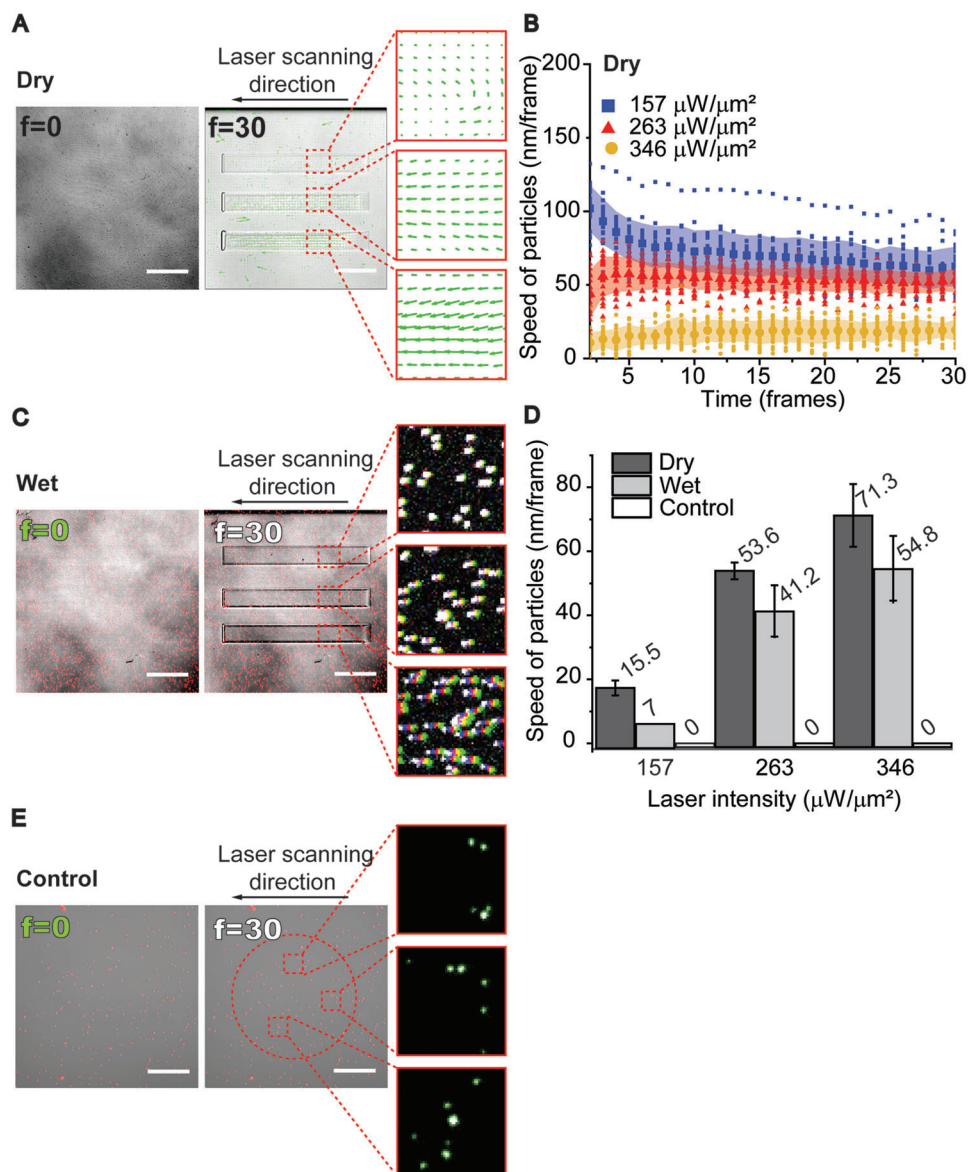 A
Dry
Laser scanning
direction
f=0
f=30
B
Dry
157 μW/μm²
263 μW/μm²
346 μW/μm²
Speed of particles (nm/frame)
200
150
100
50
0
5
10
15
20
25
30
Time (frames)
C
Wet
Laser scanning
direction
f=0
f=30
D
Dry
Wet
Control
Speed of particles (nm/frame)
80
60
40
20
0
15.5
7
0
53.6
41.2
0
71.3
54.8
0
157
263
346
Laser intensity (μW/μm²)
E
Control
Laser scanning
direction
f=0
f=30